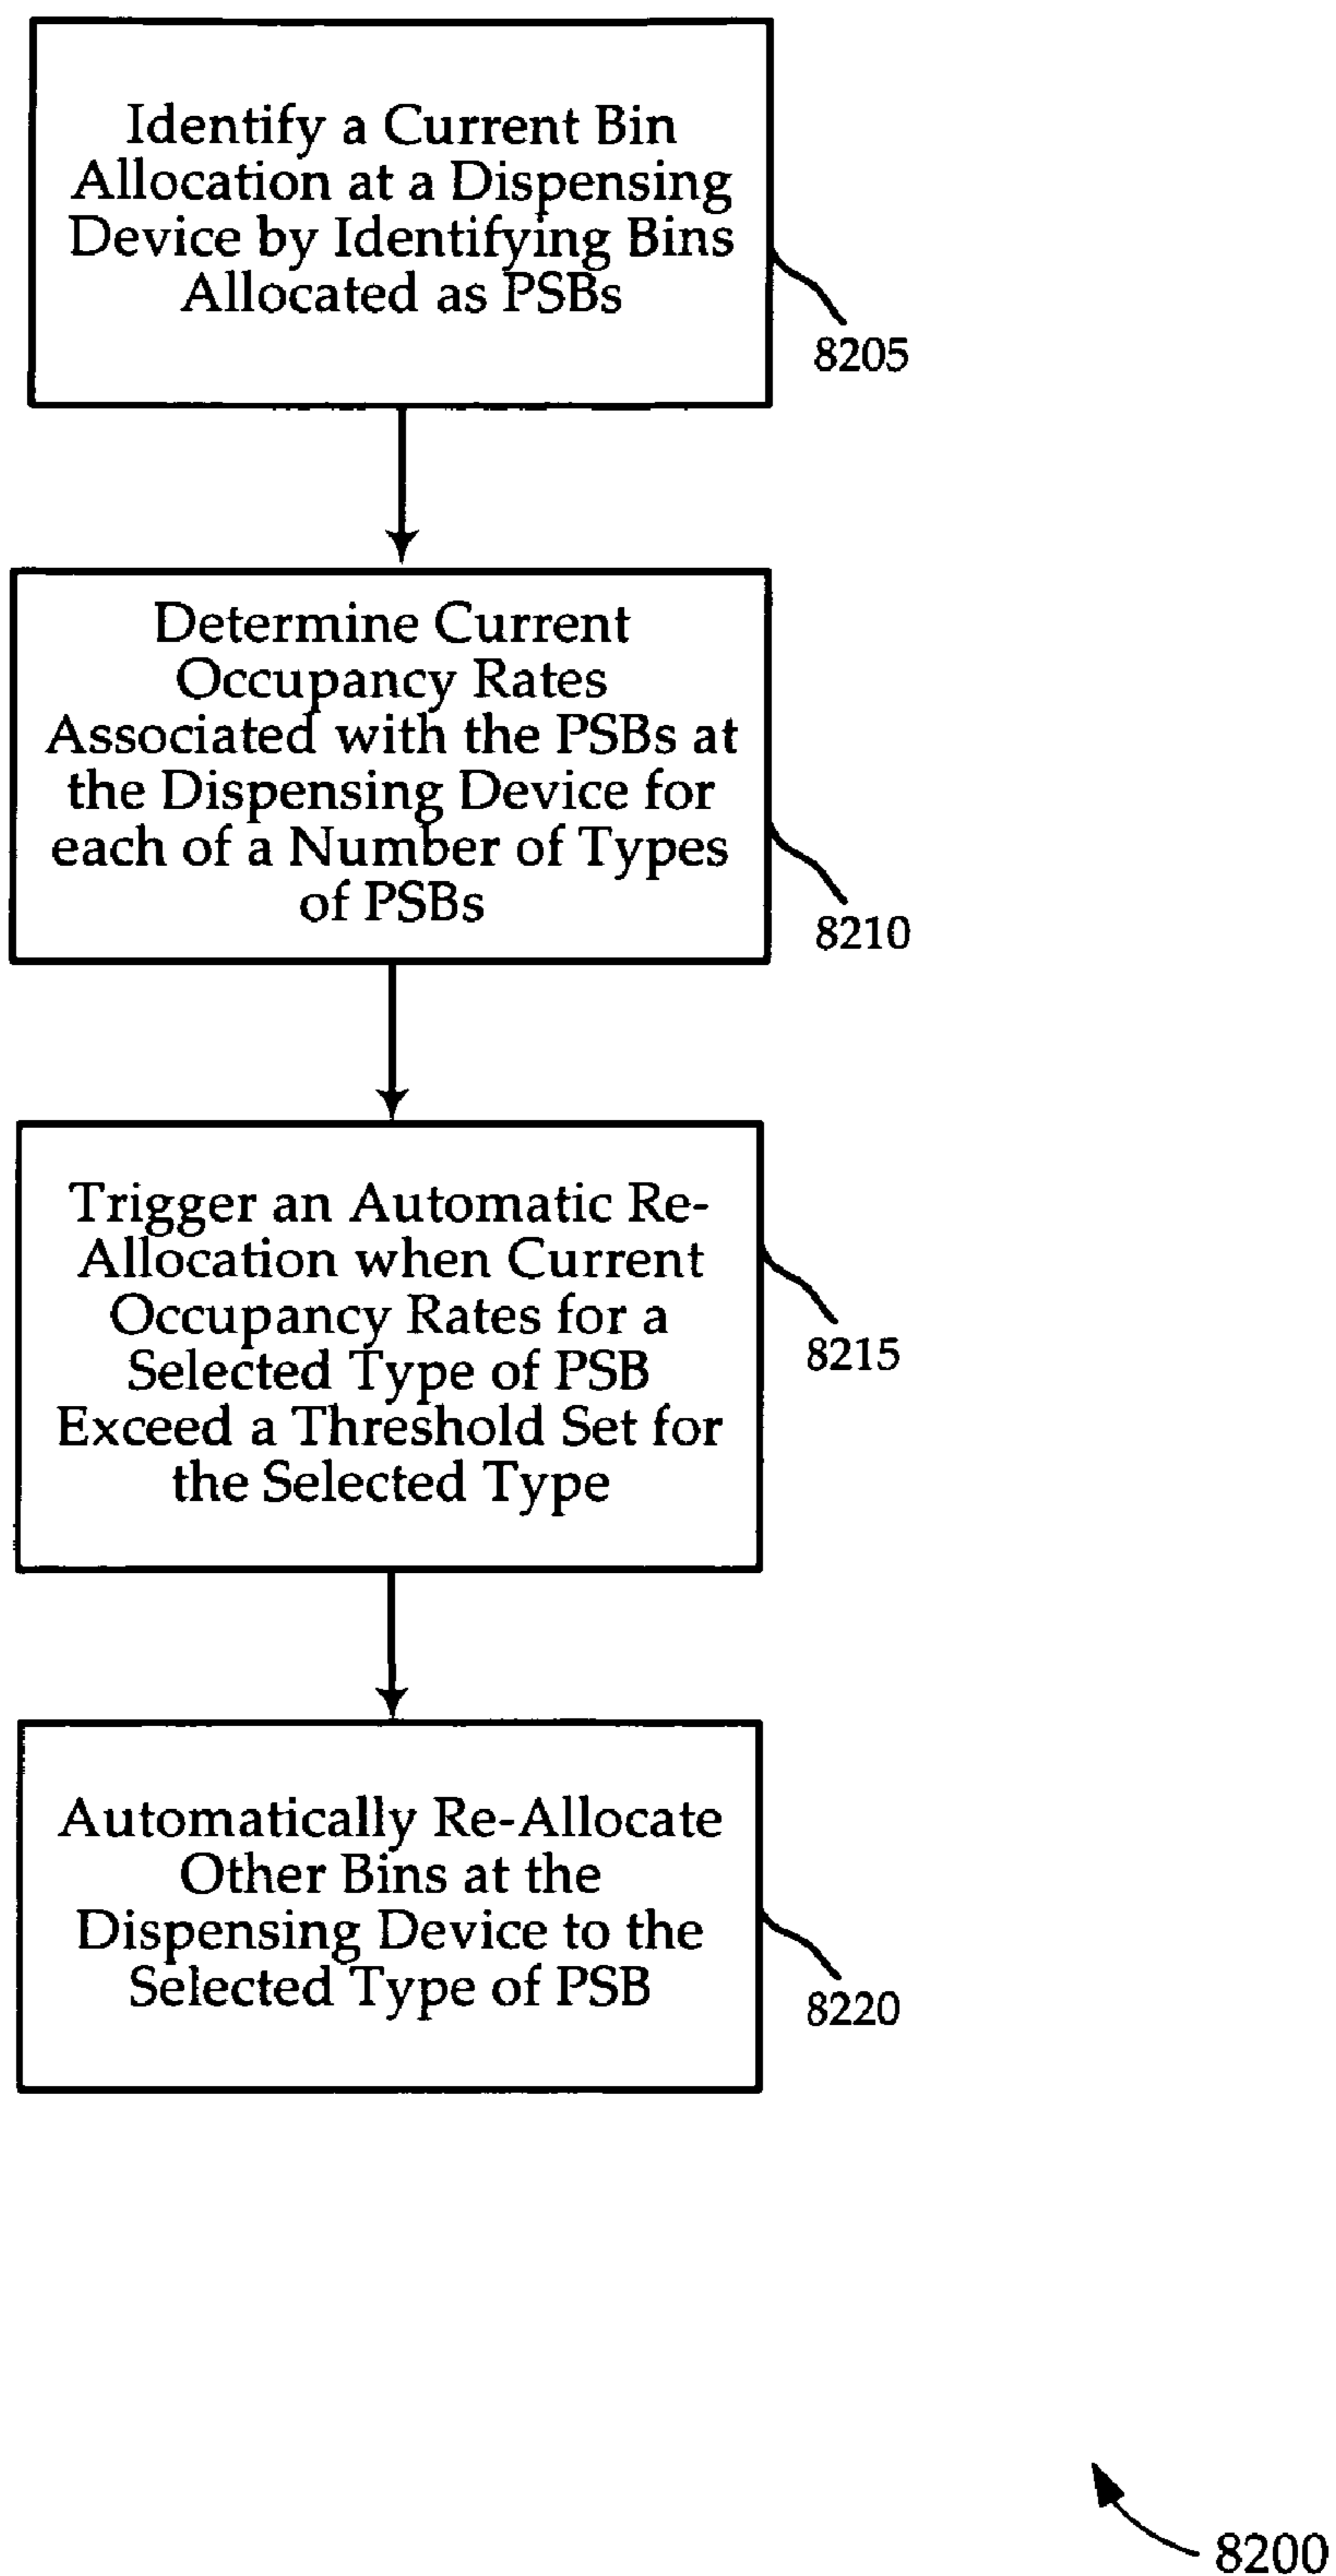 Identify a Current Bin
Allocation at a Dispensing
Device by Identifying Bins
Allocated as PSBs
8205
Determine Current
Occupancy Rates
Associated with the PSBs at
the Dispensing Device for
each of a Number of Types
of PSBs
8210
Trigger an Automatic Re-
Allocation when Current
Occupancy Rates for a
Selected Type of PSB
Exceed a Threshold Set for
the Selected Type
8215
Automatically Re-Allocate
Other Bins at the
Dispensing Device to the
Selected Type of PSB
8220
8200